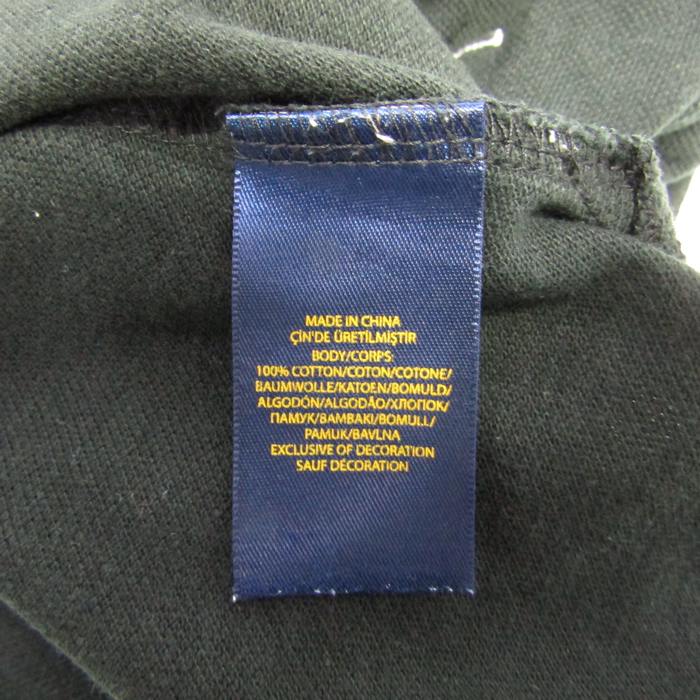 MADE IN CHINA
ÇİN'DE ÜRETİLMİŞTİR
BODY/CORPS:
100% COTTON/COTON/COTONE/
BAUMWOLLE/KATOEN/BOMULD/
ALGODÓN/ALGODÃO/ХЛОПОК/
ПАМУК/ΒΑΜΒΑΚΙ/BOMULL/
PAMUK/BAVLNA
EXCLUSIVE OF DECORATION
SAUF DÉCORATION